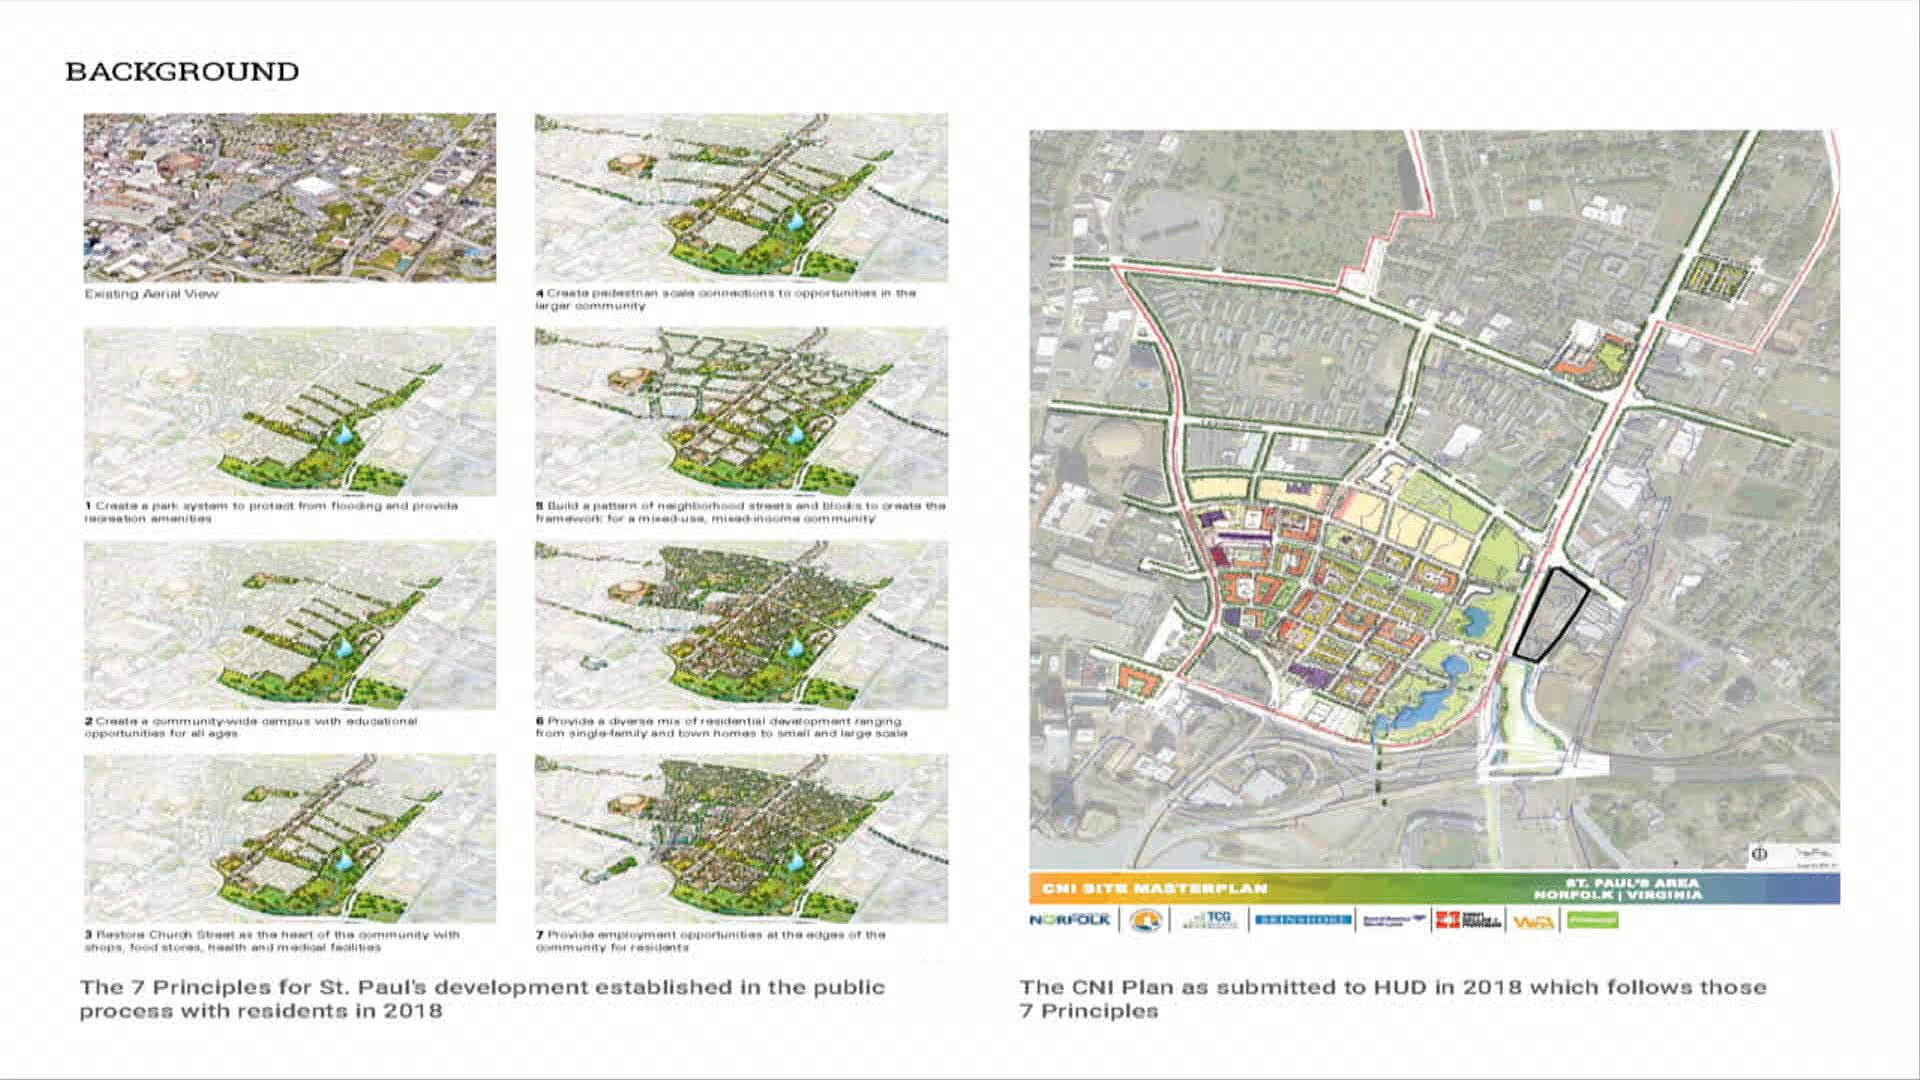 BACKGROUND
Existing Aerial View
1 Create a park system to protect from flooding and provide
recreation amenities
2 Create a community-wide campus with educational
opportunities for all ages
3 Restore Church Street as the heart of the community with
shops, food stores, health and medical facilities
4 Create pedestrian scale connections to opportunities in the
larger community
5 Build a pattern of neighborhood streets and blocks to create the
framework for a mixed-use, mixed-income community
6 Provide a diverse mix of residential development ranging
from single-family and town homes to small and large scale
7 Provide employment opportunities at the edges of the
community for residents
The 7 Principles for St. Paul's development established in the public
process with residents in 2018
CNI SITE MASTERPLAN
ST. PAUL'S AREA
NORFOLK | VIRGINIA
NORFOLK
TCG
The CNI Plan as submitted to HUD in 2018 which follows those
7 Principles